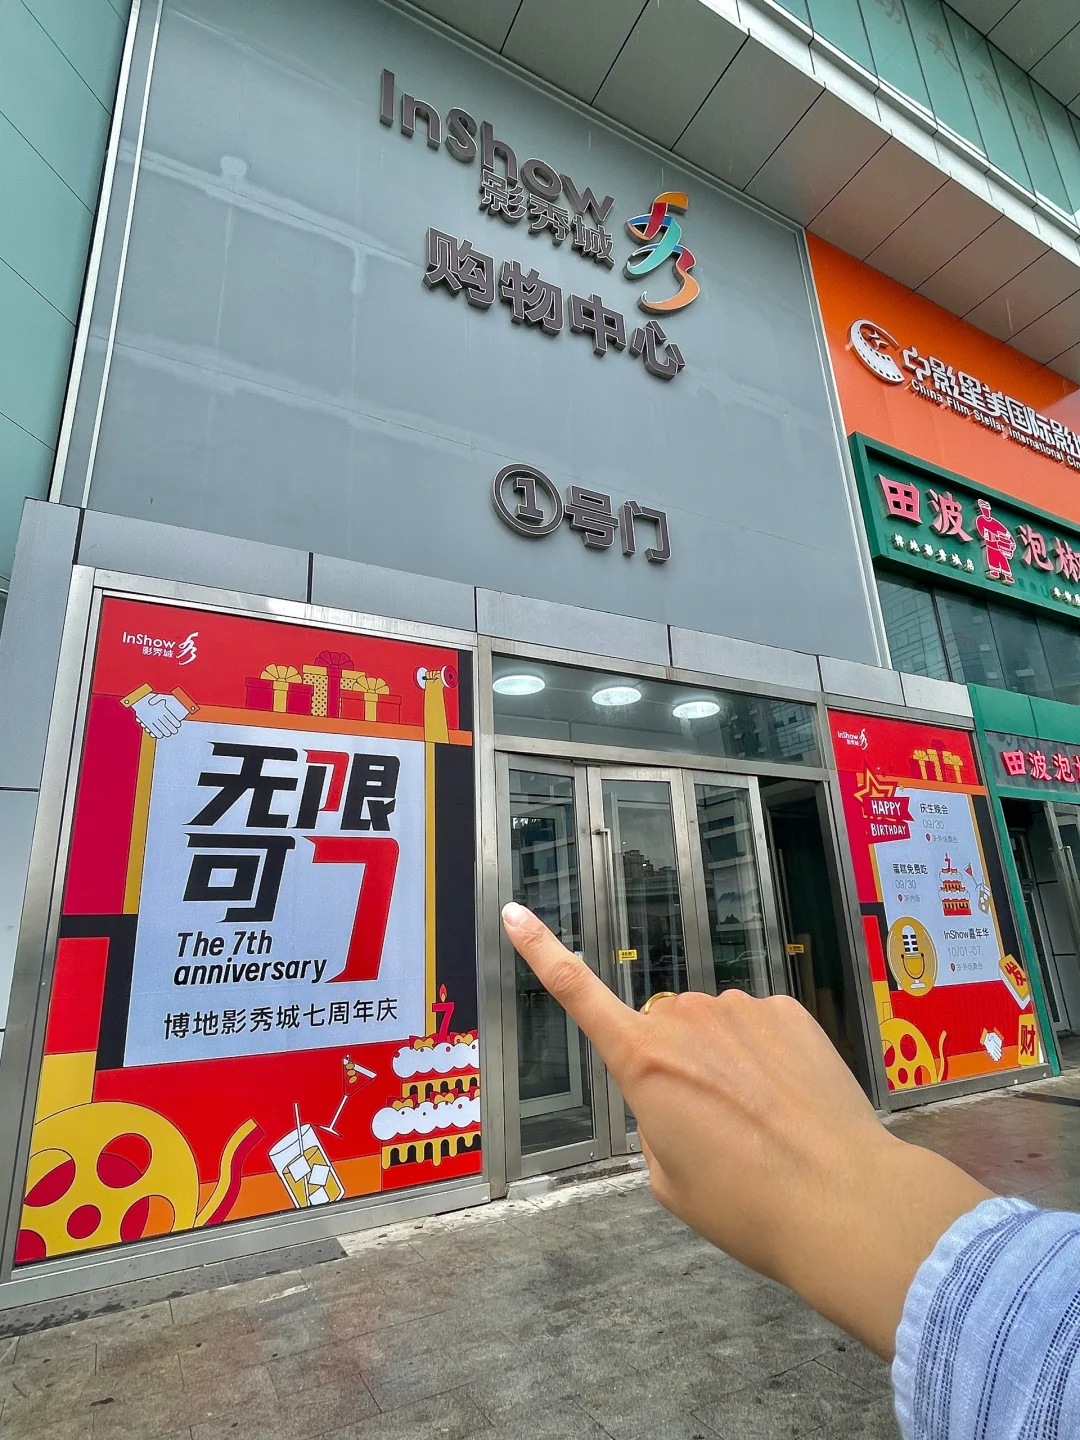 InShow
影秀城
购物中心
①号门
中影星美国际影
China Film Stellar International
田波泡椒
田波泡
InShow
影秀城
无限
可7
The 7th
anniversary
博地影秀城七周年庆
7
InShow
影秀城
HAPPY
BIRTHDAY
庆生晚会
09/30
蛋糕免费吃
09/30
InShow嘉年华
10/01-07
发
财